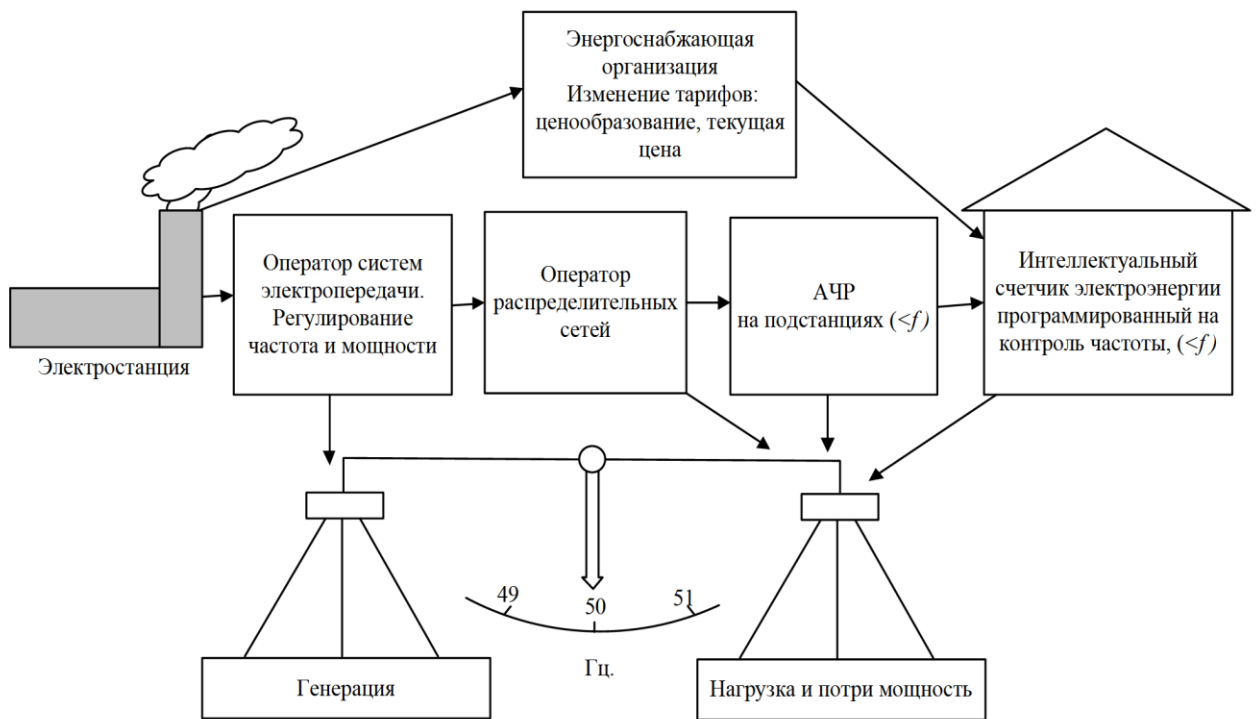 Энергоснабжающая
организация
Изменение тарифов:
ценообразование, текущая
цена
Электростанция
Оператор систем
электропередачи.
Регулирование
частота и мощности
Оператор
распределительных
сетей
АЧР
на подстанциях (<f)
Интеллектуальный
счетчик электроэнергии
программированный на
контроль частоты, (<f)
49
50
51
Гц.
Генерация
Нагрузка и потри мощность